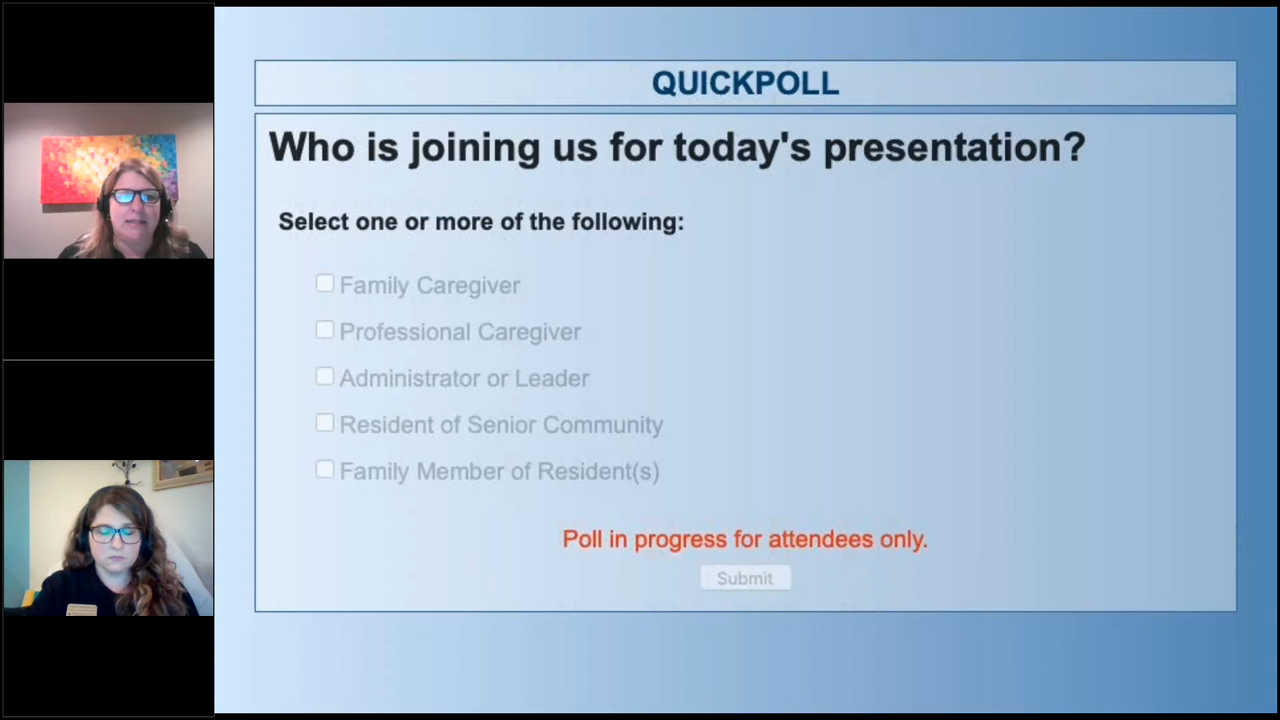 QUICKPOLL
Who is joining us for today's presentation?
Select one or more of the following:
Family Caregiver
Professional Caregiver
Administrator or Leader
Resident of Senior Community
Family Member of Resident(s)
Poll in progress for attendees only.
Submit